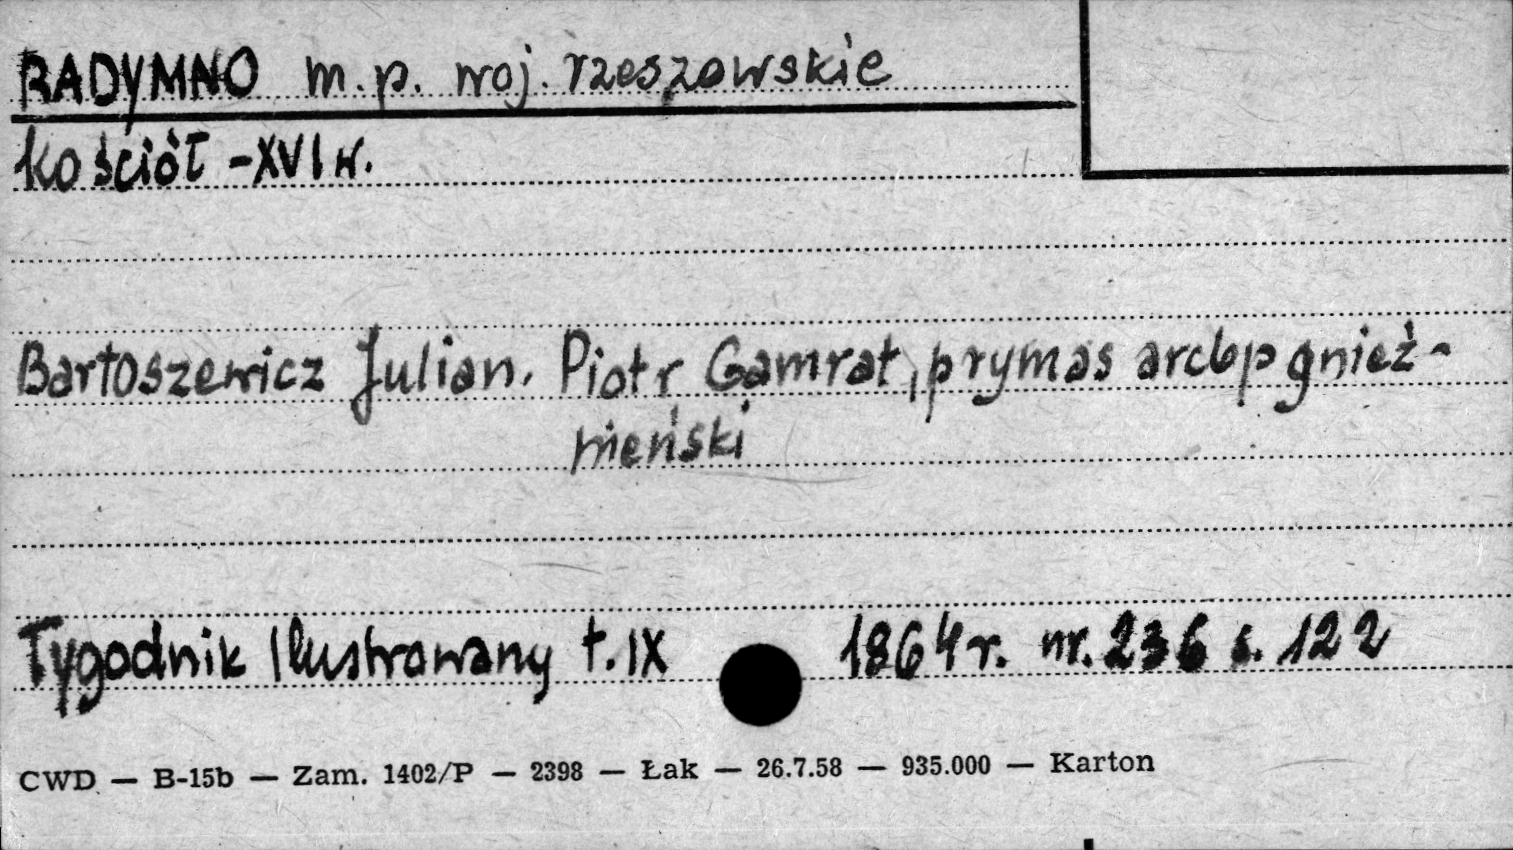 RADYMNO m.p. woj. rzeszowskie
Kościół - XVI w.
Bartoszewicz Julian. Piotr Gamrat, prymas arcbp gnież-
nieński
Tygodnik Ilustrowany t. IX 1864 r. nr. 236 s. 122
CWD — B-15b — Zam. 1402/P — 2398 — Łak — 26.7.58 — 935.000 — Karton